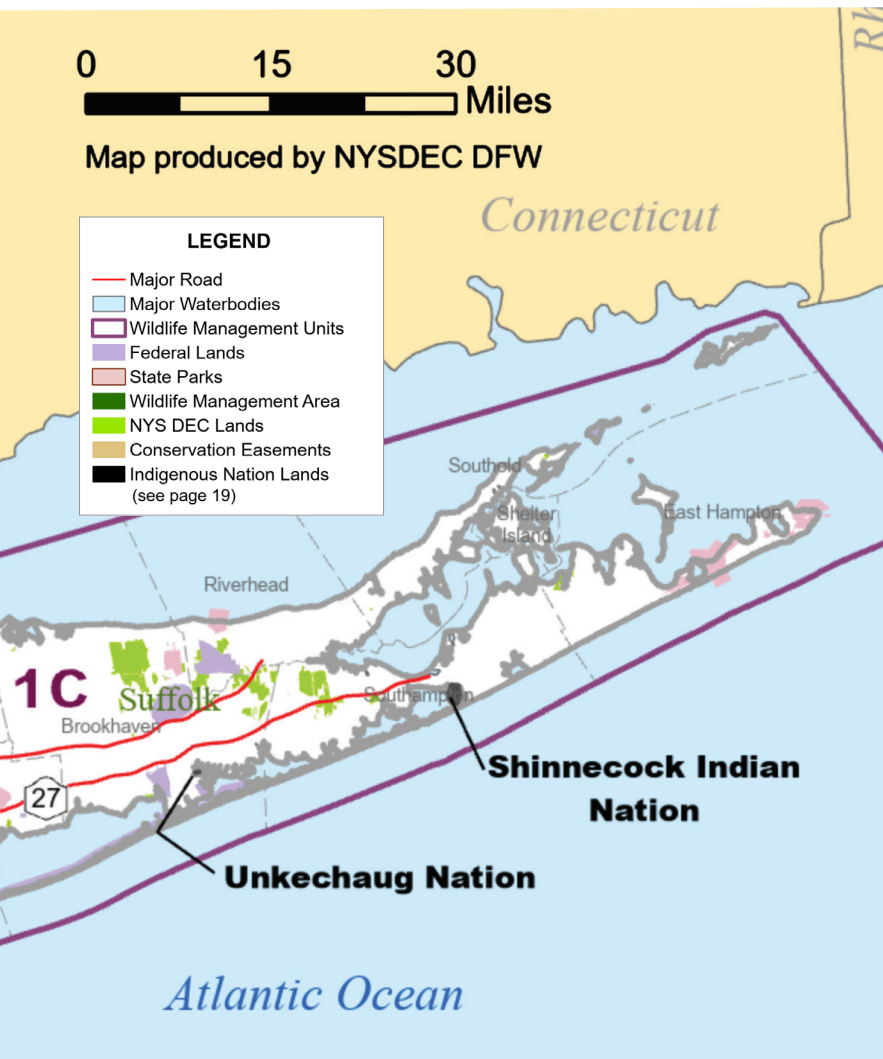 0 15 30
Miles
Map produced by NYSDEC DFW
Rh
Connecticut
LEGEND
Major Road
Major Waterbodies
Wildlife Management Units
Federal Lands
State Parks
Wildlife Management Area
NYS DEC Lands
Conservation Easements
Indigenous Nation Lands
(see page 19)
Southold
Shelter
Island
East Hampton
Riverhead
1C
Suffolk
Southampton
Brookhaven
27
Shinnecock Indian
Nation
Unkechaug Nation
Atlantic Ocean